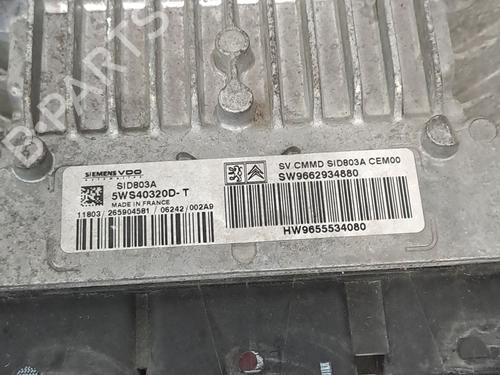 B-PARTS
SIEMENS VDO
SID803A
5WS40320D-T
MADE IN FRANCE
11803/265904581 /06242/002A9
SV.CMMD SID803A CEM00
SW9662934880
HW9655534080